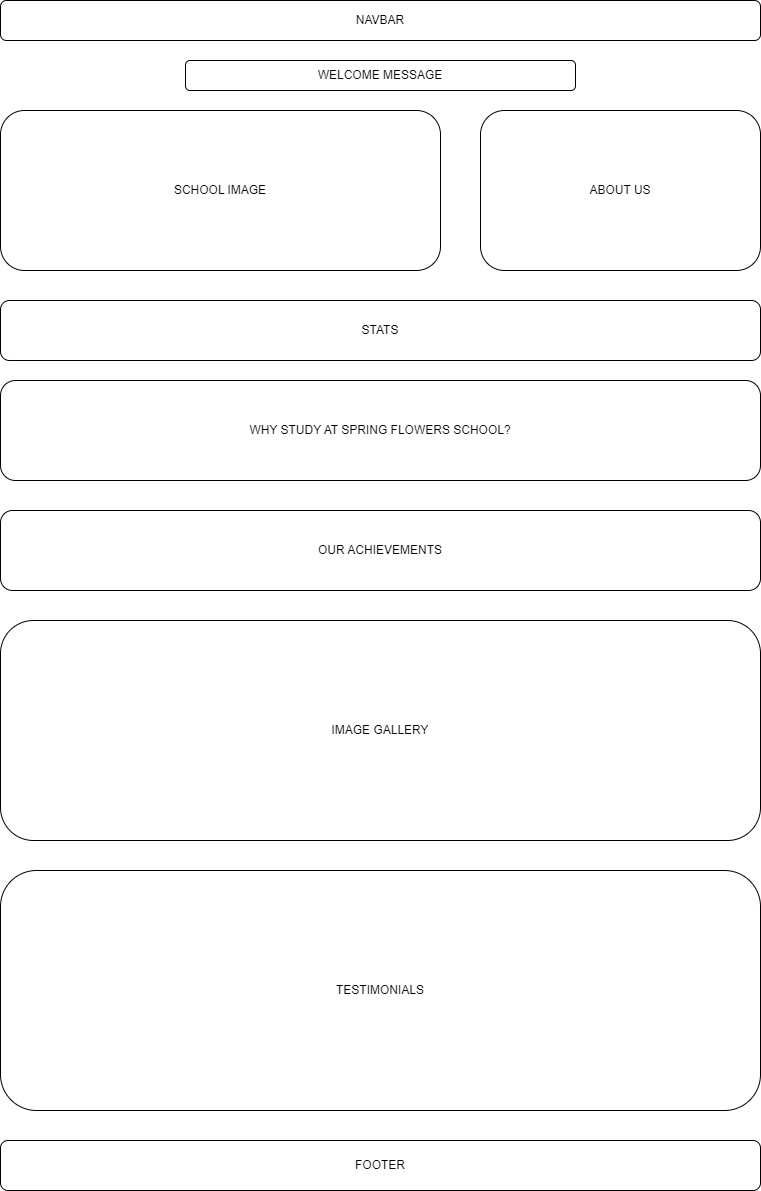 NAVBAR
WELCOME MESSAGE
SCHOOL IMAGE
ABOUT US
STATS
WHY STUDY AT SPRING FLOWERS SCHOOL?
OUR ACHIEVEMENTS
IMAGE GALLERY
TESTIMONIALS
FOOTER